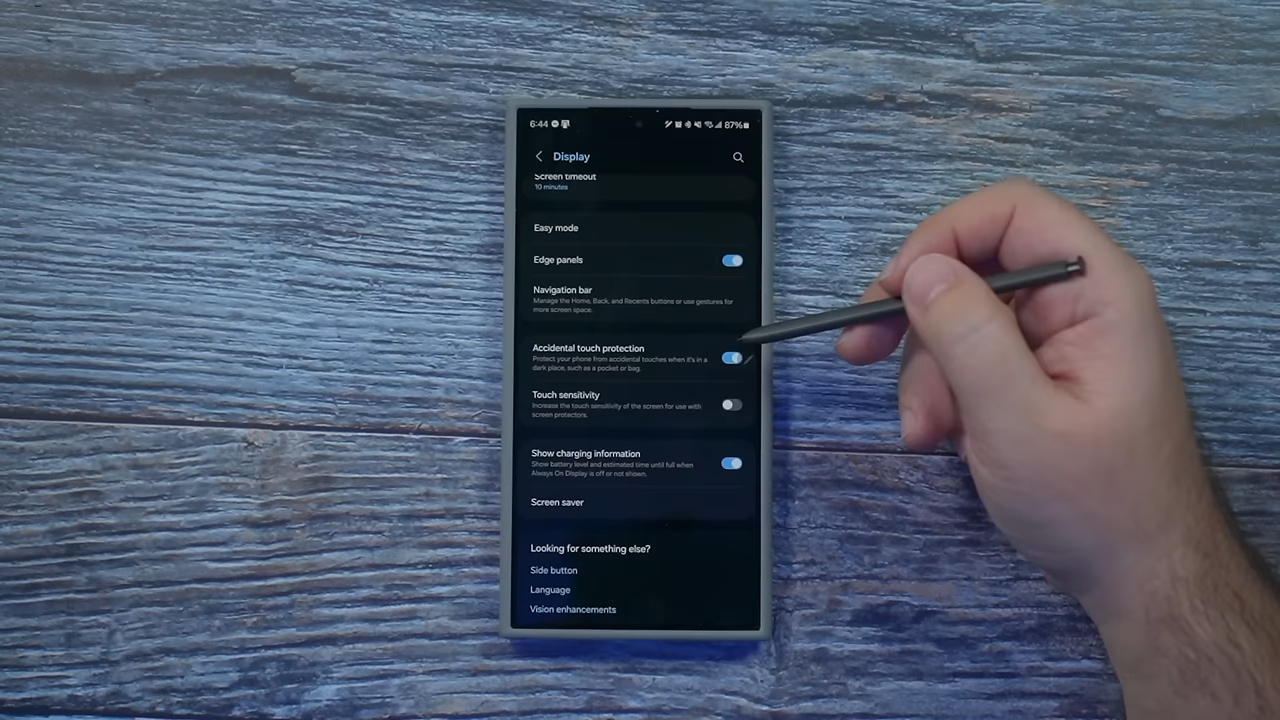 6:44 87%
Display
Screen timeout
10 minutes
Easy mode
Edge panels
Navigation bar
Manage the Home, Back, and Recents buttons or use gestures for
more screen space.
Accidental touch protection
Protect your phone from accidental touches when it's in a
dark place, such as a pocket or bag.
Touch sensitivity
Increase the touch sensitivity of the screen for use with
screen protectors.
Show charging information
Show battery level and estimated time until full when
Always On Display is off or not shown.
Screen saver
Looking for something else?
Side button
Language
Vision enhancements